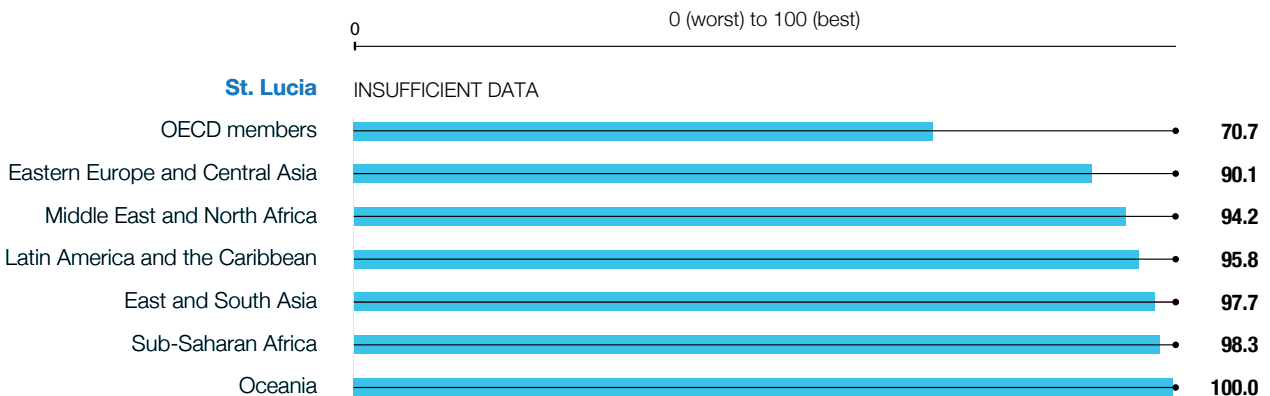 0 (worst) to 100 (best)
0
St. Lucia INSUFFICIENT DATA
OECD members 70.7
Eastern Europe and Central Asia 90.1
Middle East and North Africa 94.2
Latin America and the Caribbean 95.8
East and South Asia 97.7
Sub-Saharan Africa 98.3
Oceania 100.0